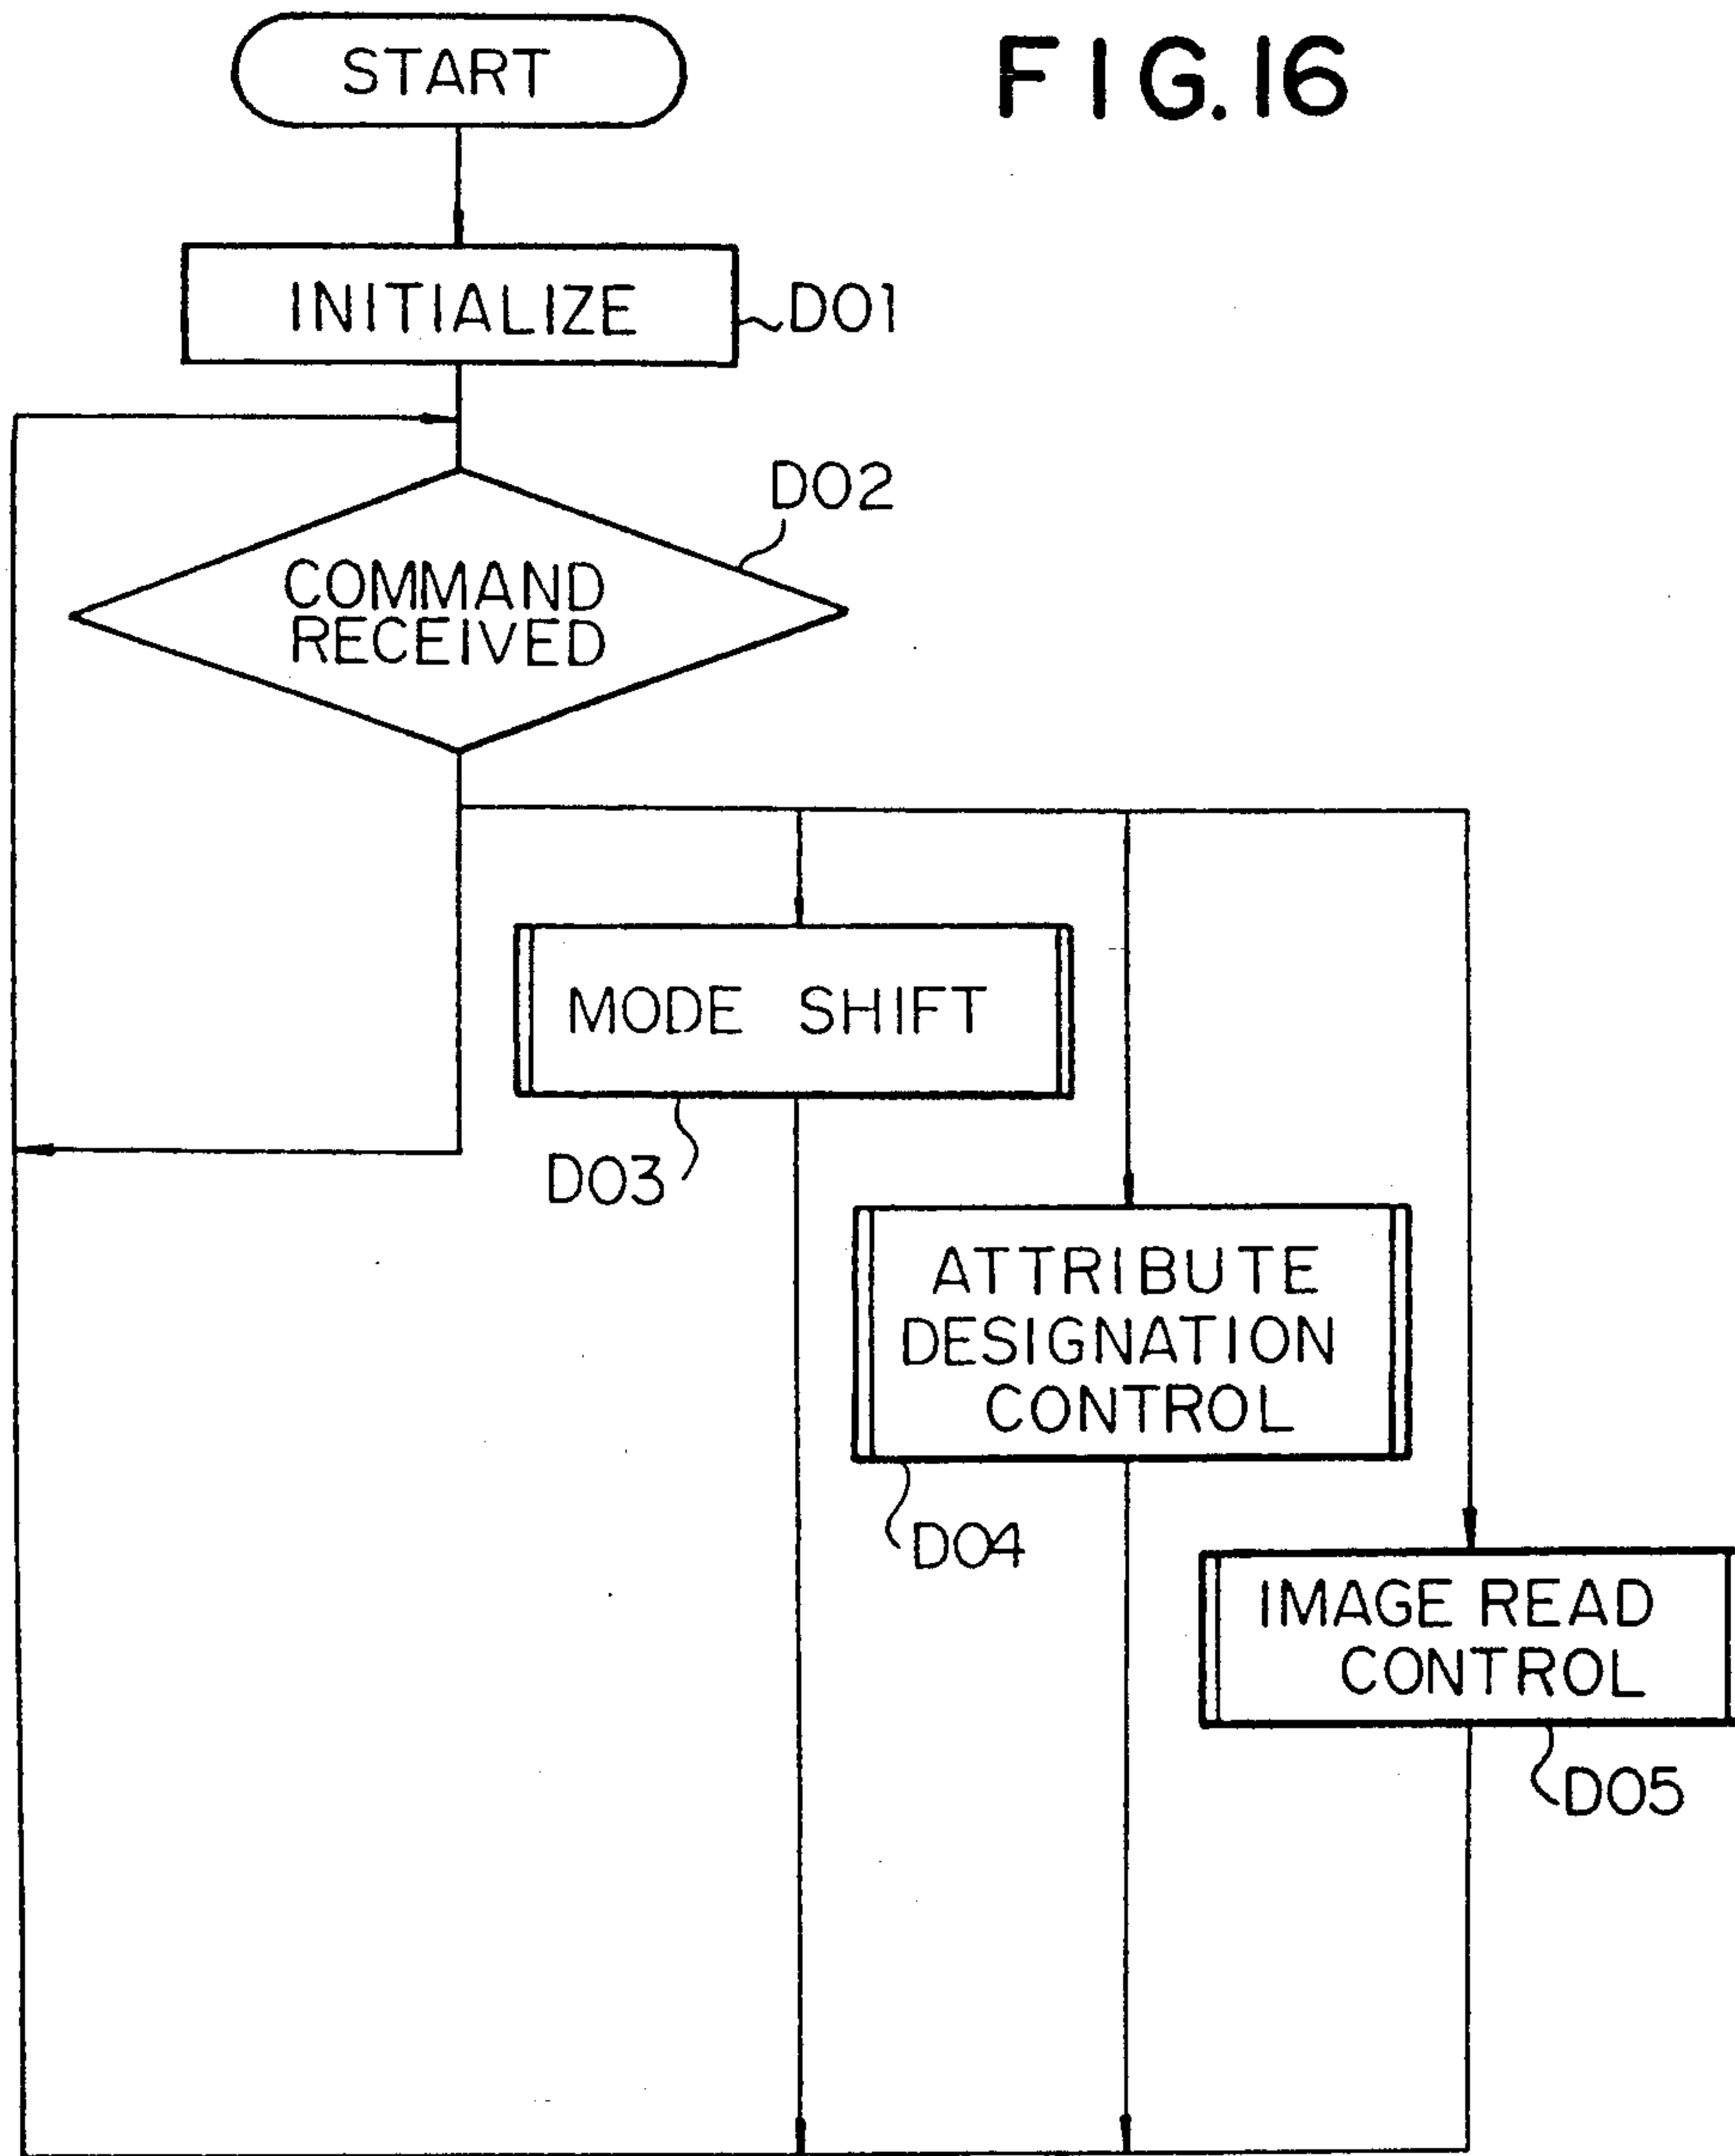 START
FIG.16
INITIALIZE
D01
D02
COMMAND
RECEIVED
MODE SHIFT
D03
ATTRIBUTE
DESIGNATION
CONTROL
D04
IMAGE READ
CONTROL
D05